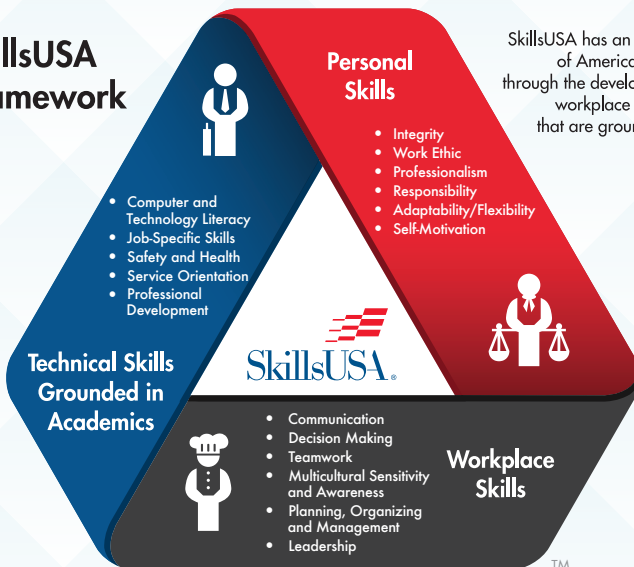 llsUSA
amework
SkillsUSA has an
of America
through the develo
workplace
that are groun
Personal
Skills
• Integrity
• Work Ethic
• Professionalism
• Responsibility
• Adaptability/Flexibility
• Self-Motivation
• Computer and
Technology Literacy
• Job-Specific Skills
• Safety and Health
• Service Orientation
• Professional
Development
Technical Skills
Grounded in
Academics
SkillsUSA®
• Communication
• Decision Making
• Teamwork
• Multicultural Sensitivity
and Awareness
• Planning, Organizing
and Management
• Leadership
Workplace
Skills
TM